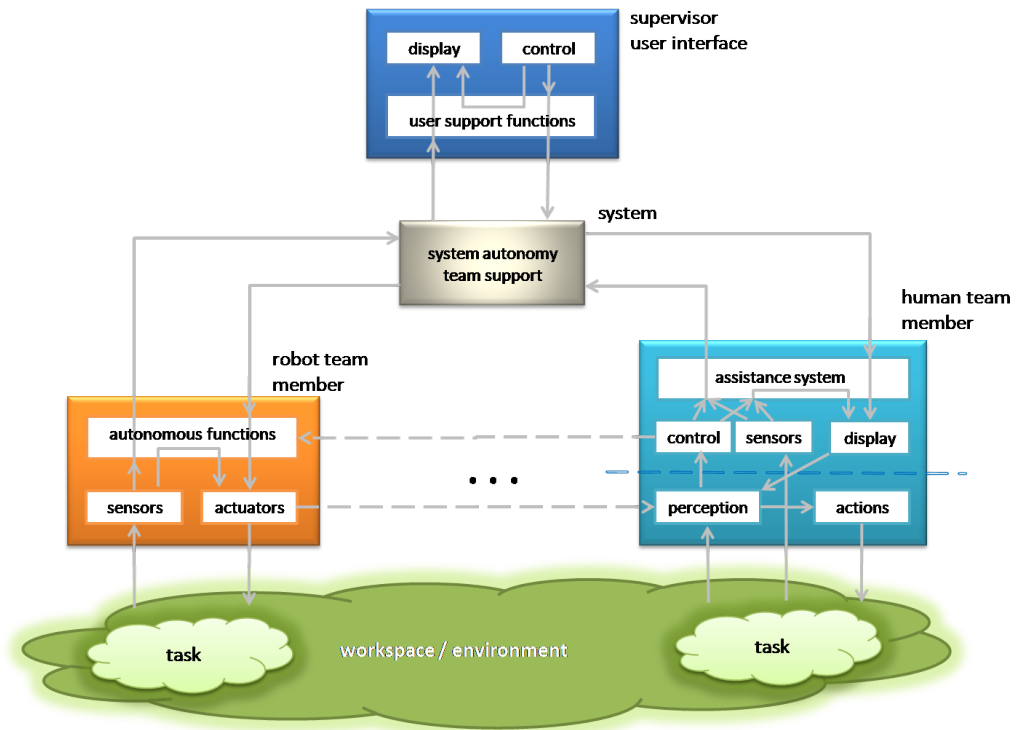 supervisor
user interface
display
control
user support functions
system
system autonomy
team support
human team
member
robot team
member
assistance system
autonomous functions
control
sensors
display
...
sensors
actuators
perception
actions
task
workspace / environment
task